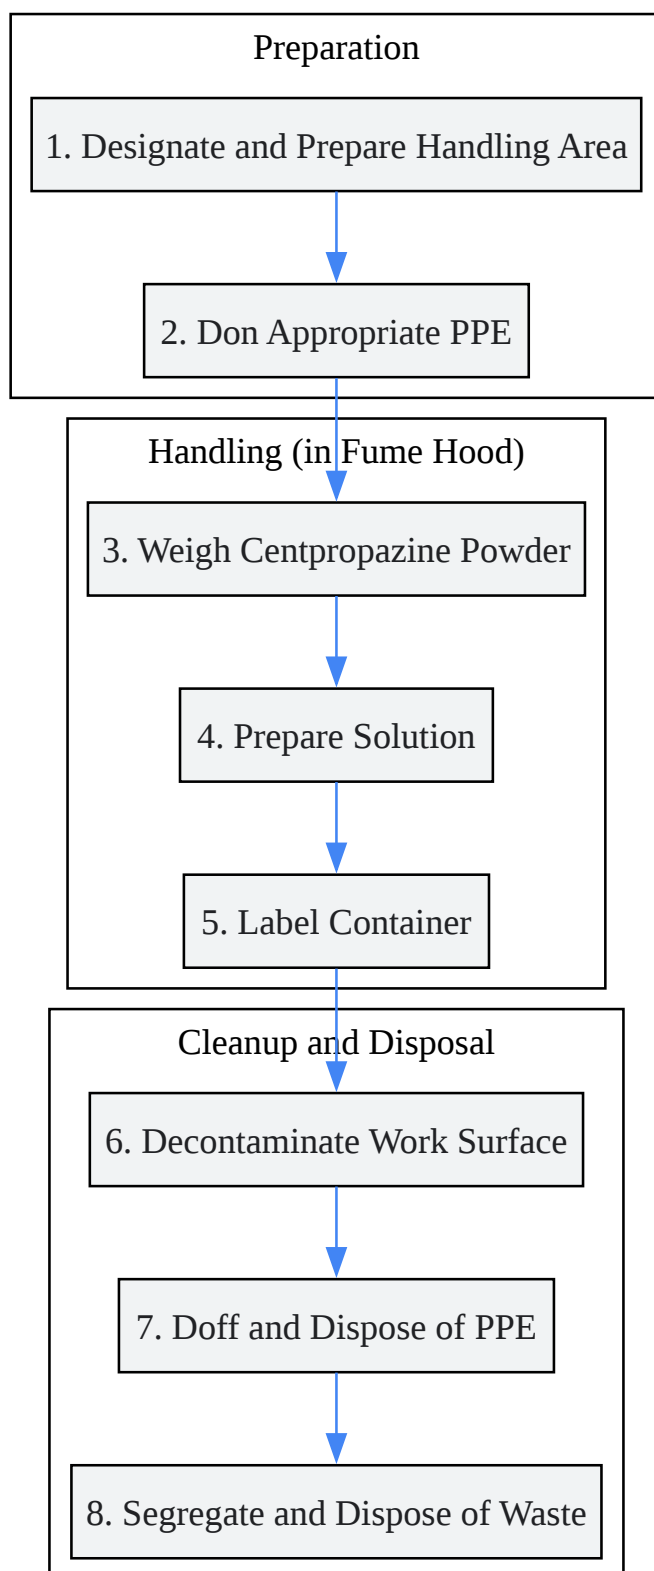 Preparation
1. Designate and Prepare Handling Area
2. Don Appropriate PPE
Handling (in Fume Hood)
3. Weigh Centpropazine Powder
4. Prepare Solution
5. Label Container
Cleanup and Disposal
6. Decontaminate Work Surface
7. Doff and Dispose of PPE
8. Segregate and Dispose of Waste